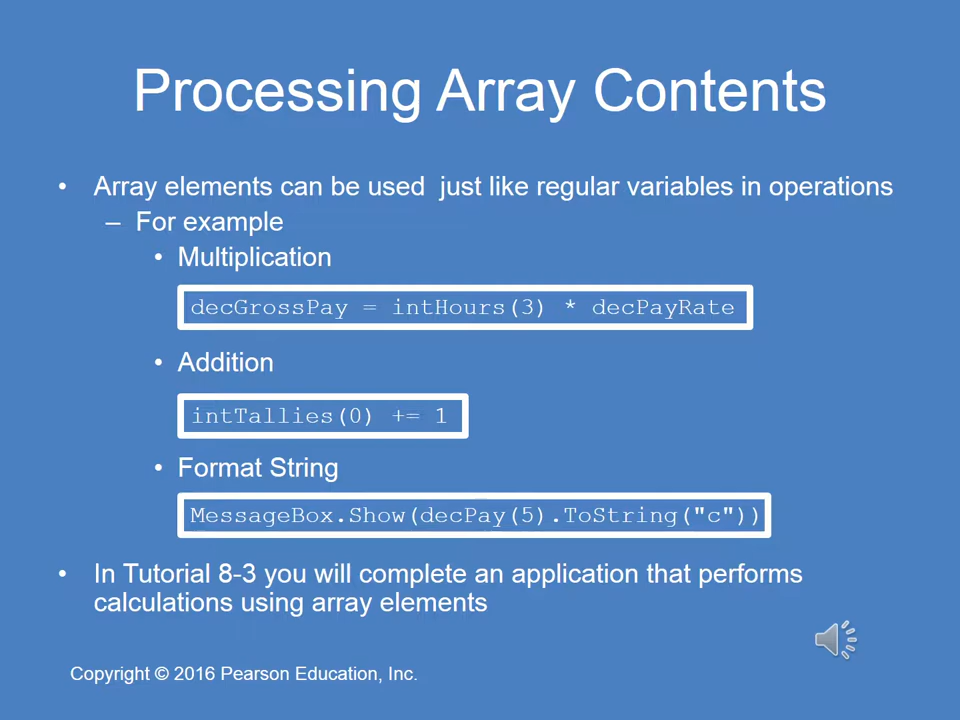 Processing Array Contents
• Array elements can be used  just like regular variables in operations
– For example
• Multiplication
decGrossPay = intHours(3) * decPayRate
• Addition
intTallies(0) += 1
• Format String
MessageBox.Show(decPay(5).ToString("c"))
• In Tutorial 8-3 you will complete an application that performs
calculations using array elements
Copyright © 2016 Pearson Education, Inc.